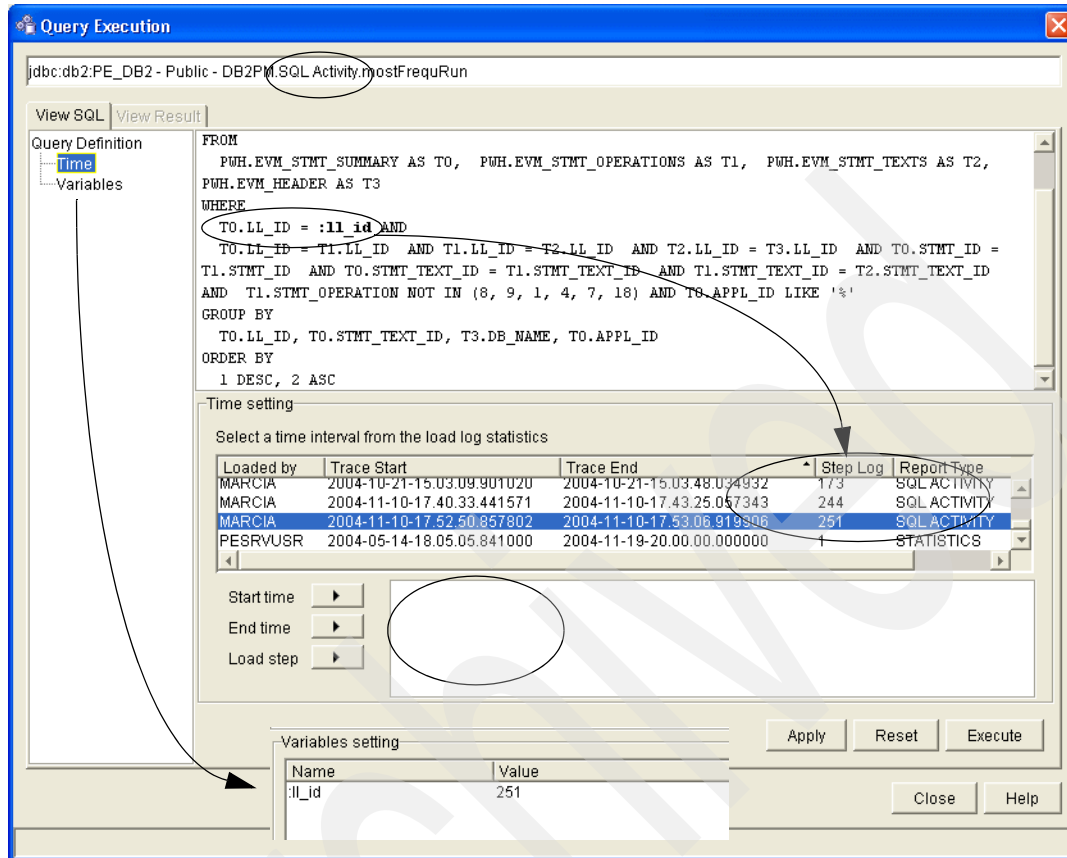 Query Execution
jdbc:db2:PE_DB2 - Public - DB2PM.SQL Activity.mostFrequRun
View SQL View Result
Query Definition
Time
Variables
FROM
PWH.EVM_STMT_SUMMARY AS T0, PWH.EVM_STMT_OPERATIONS AS T1, PWH.EVM_STMT_TEXTS AS T2,
PWH.EVM_HEADER AS T3
WHERE
T0.LL_ID = :ll_id AND
T0.LL_ID = T1.LL_ID AND T1.LL_ID = T2.LL_ID AND T2.LL_ID = T3.LL_ID AND T0.STMT_ID =
T1.STMT_ID AND T0.STMT_TEXT_ID = T1.STMT_TEXT_ID AND T1.STMT_TEXT_ID = T2.STMT_TEXT_ID
AND T1.STMT_OPERATION NOT IN (8, 9, 1, 4, 7, 18) AND T0.APPL_ID LIKE '%'
GROUP BY
T0.LL_ID, T0.STMT_TEXT_ID, T3.DB_NAME, T0.APPL_ID
ORDER BY
1 DESC, 2 ASC
Time setting
Select a time interval from the load log statistics
Loaded by Trace Start Trace End Step Log Report Type
MARCIA 2004-10-21-15.03.09.901020 2004-10-21-15.03.48.034932 173 SQL ACTIVITY
MARCIA 2004-11-10-17.40.33.441571 2004-11-10-17.43.25.057343 244 SQL ACTIVITY
MARCIA 2004-11-10-17.52.50.857802 2004-11-10-17.53.06.919906 251 SQL ACTIVITY
PESRVUSR 2004-05-14-18.05.05.841000 2004-11-19-20.00.00.000000 1 STATISTICS
Start time
End time
Load step
Apply Reset Execute
Variables setting
Name Value
:ll_id 251
Close Help